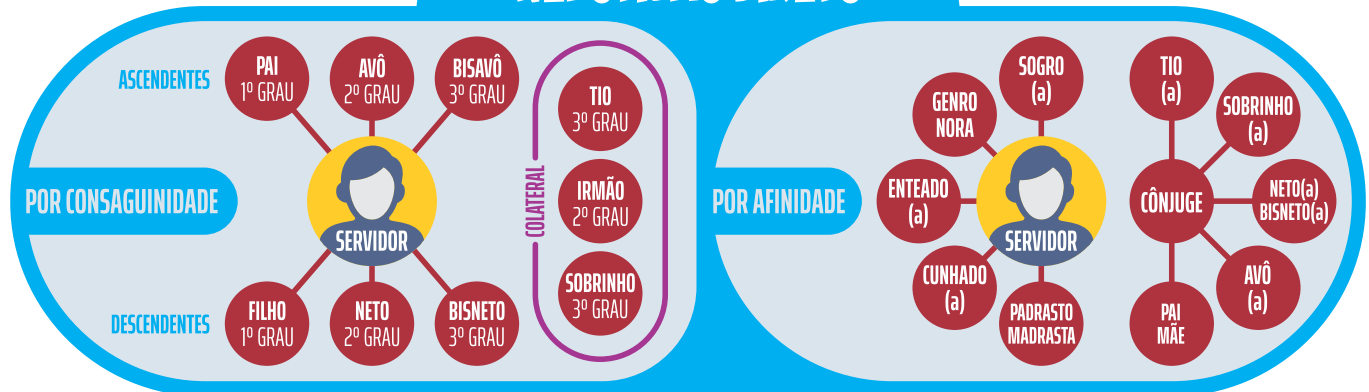 ASCENDENTES
PAI
1º GRAU
AVÔ
2º GRAU
BISAVÔ
3º GRAU
POR CONSAGUINIDADE
SERVIDOR
DESCENDENTES
FILHO
1º GRAU
NETO
2º GRAU
BISNETO
3º GRAU
COLATERAL
TIO
3º GRAU
IRMÃO
2º GRAU
SOBRINHO
3º GRAU
POR AFINIDADE
SOGRO
(a)
GENRO
NORA
ENTEADO
(a)
SERVIDOR
CUNHADO
(a)
PADRASTO
MADRASTA
TIO
(a)
SOBRINHO
(a)
CÔNJUGE
NETO(a)
BISNETO(a)
AVÔ
(a)
PAI
MÃE